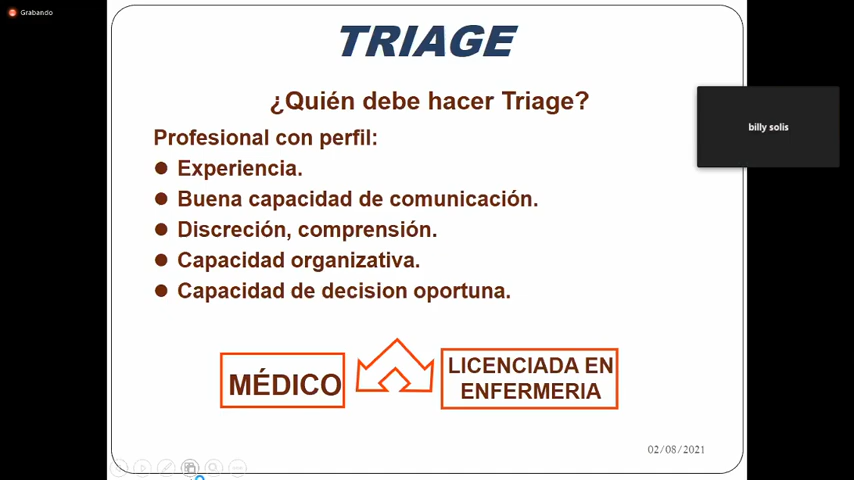 Grabando
TRIAGE
¿Quién debe hacer Triage?
billy solis
Profesional con perfil:
Experiencia.
Buena capacidad de comunicación.
Discreción, comprensión.
Capacidad organizativa.
Capacidad de decision oportuna.
MÉDICO
LICENCIADA EN
ENFERMERIA
02/08/2021